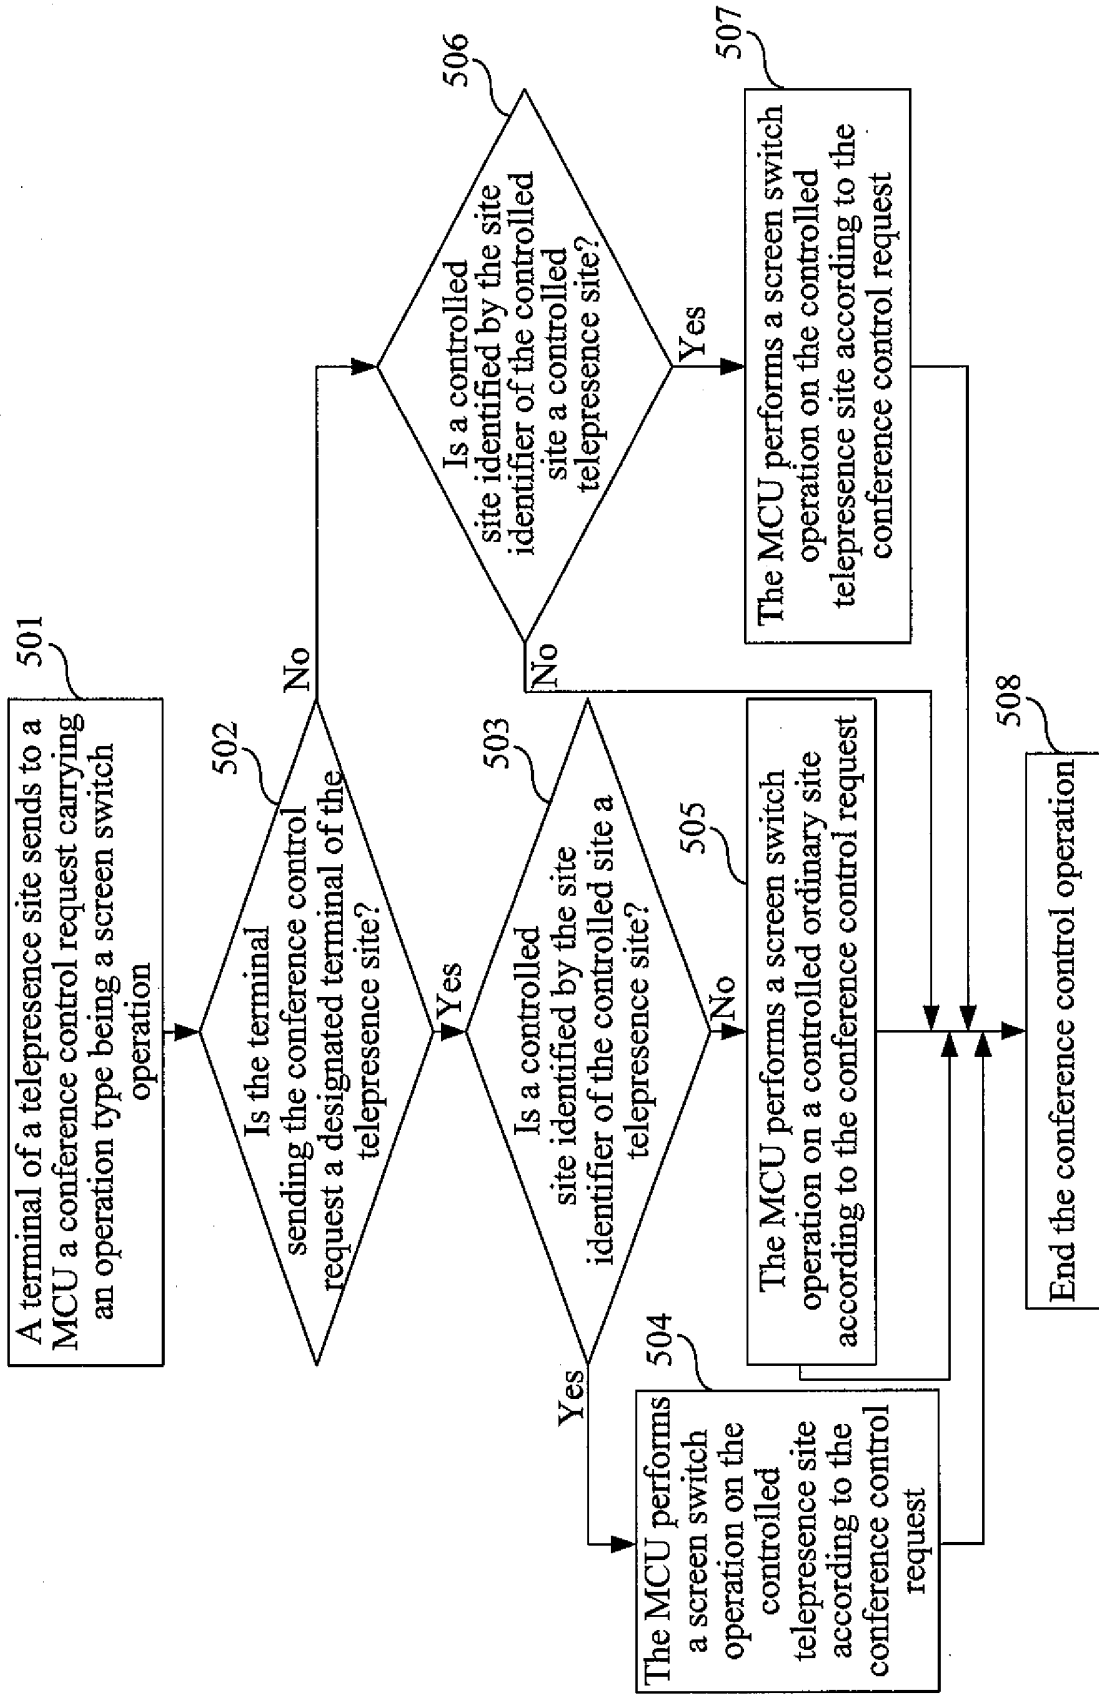 501
A terminal of a telepresence site sends to a
MCU a conference control request carrying
an operation type being a screen switch
operation
502
Is the terminal
sending the conference control
request a designated terminal of the
telepresence site?
No
Yes
506
Is a controlled
site identified by the site
identifier of the controlled
site a controlled
telepresence site?
No
Yes
503
Is a controlled
site identified by the site
identifier of the controlled site a
telepresence site?
Yes
No
504
The MCU performs
a screen switch
operation on the
controlled
telepresence site
according to the
conference control
request
505
The MCU performs a screen switch
operation on a controlled ordinary site
according to the conference control request
507
The MCU performs a screen switch
operation on the controlled
telepresence site according to the
conference control request
508
End the conference control operation